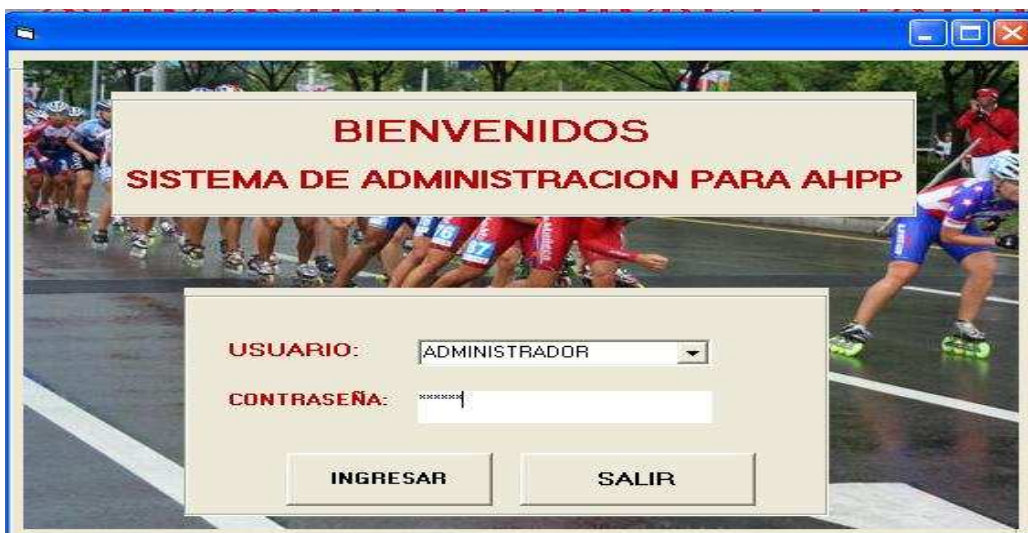 BIENVENIDOS
SISTEMA DE ADMINISTRACION PARA AHPP
USUARIO: ADMINISTRADOR
CONTRASEÑA: ******
INGRESAR SALIR